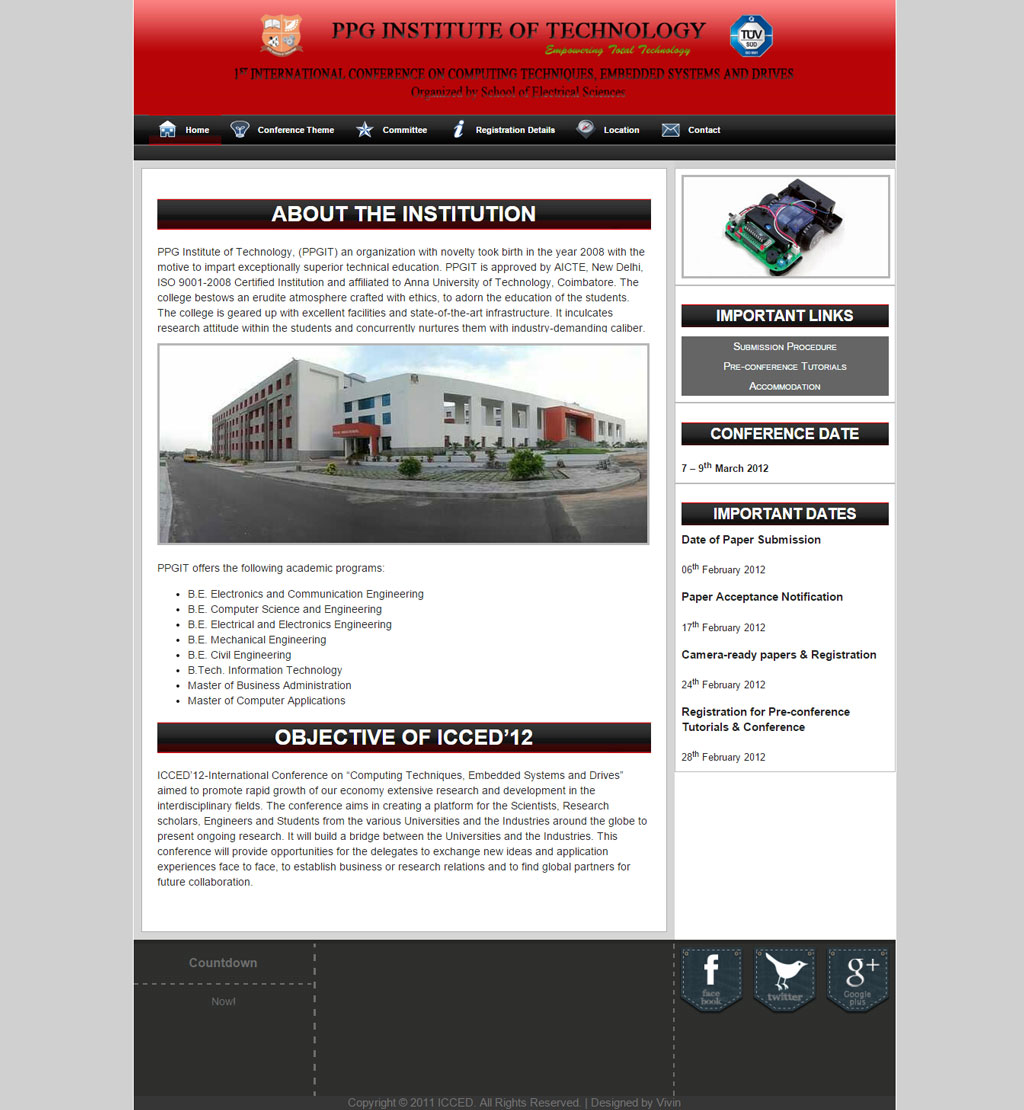 PPG INSTITUTE OF TECHNOLOGY
Empowering Total Technology
TÜV
SÜD
1ST INTERNATIONAL CONFERENCE ON COMPUTING TECHNIQUES, EMBEDDED SYSTEMS AND DRIVES
Organized by School of Electrical Sciences
Home Conference Theme Committee Registration Details Location Contact
ABOUT THE INSTITUTION
PPG Institute of Technology, (PPGIT) an organization with novelty took birth in the year 2008 with the
motive to impart exceptionally superior technical education. PPGIT is approved by AICTE, New Delhi,
ISO 9001-2008 Certified Institution and affiliated to Anna University of Technology, Coimbatore. The
college bestows an erudite atmosphere crafted with ethics, to adorn the education of the students.
The college is geared up with excellent facilities and state-of-the-art infrastructure. It inculcates
research attitude within the students and concurrently nurtures them with industry-demanding caliber.
PPGIT offers the following academic programs:
• B.E. Electronics and Communication Engineering
• B.E. Computer Science and Engineering
• B.E. Electrical and Electronics Engineering
• B.E. Mechanical Engineering
• B.E. Civil Engineering
• B.Tech. Information Technology
• Master of Business Administration
• Master of Computer Applications
OBJECTIVE OF ICCED’12
ICCED’12-International Conference on “Computing Techniques, Embedded Systems and Drives”
aimed to promote rapid growth of our economy extensive research and development in the
interdisciplinary fields. The conference aims in creating a platform for the Scientists, Research
scholars, Engineers and Students from the various Universities and the Industries around the globe to
present ongoing research. It will build a bridge between the Universities and the Industries. This
conference will provide opportunities for the delegates to exchange new ideas and application
experiences face to face, to establish business or research relations and to find global partners for
future collaboration.
IMPORTANT LINKS
Submission Procedure
Pre-conference Tutorials
Accommodation
CONFERENCE DATE
7 – 9th March 2012
IMPORTANT DATES
Date of Paper Submission
06th February 2012
Paper Acceptance Notification
17th February 2012
Camera-ready papers & Registration
24th February 2012
Registration for Pre-conference
Tutorials & Conference
28th February 2012
Countdown
Now!
f
face
book
twitter
g+
Google
plus
Copyright © 2011 ICCED. All Rights Reserved. | Designed by Vivin